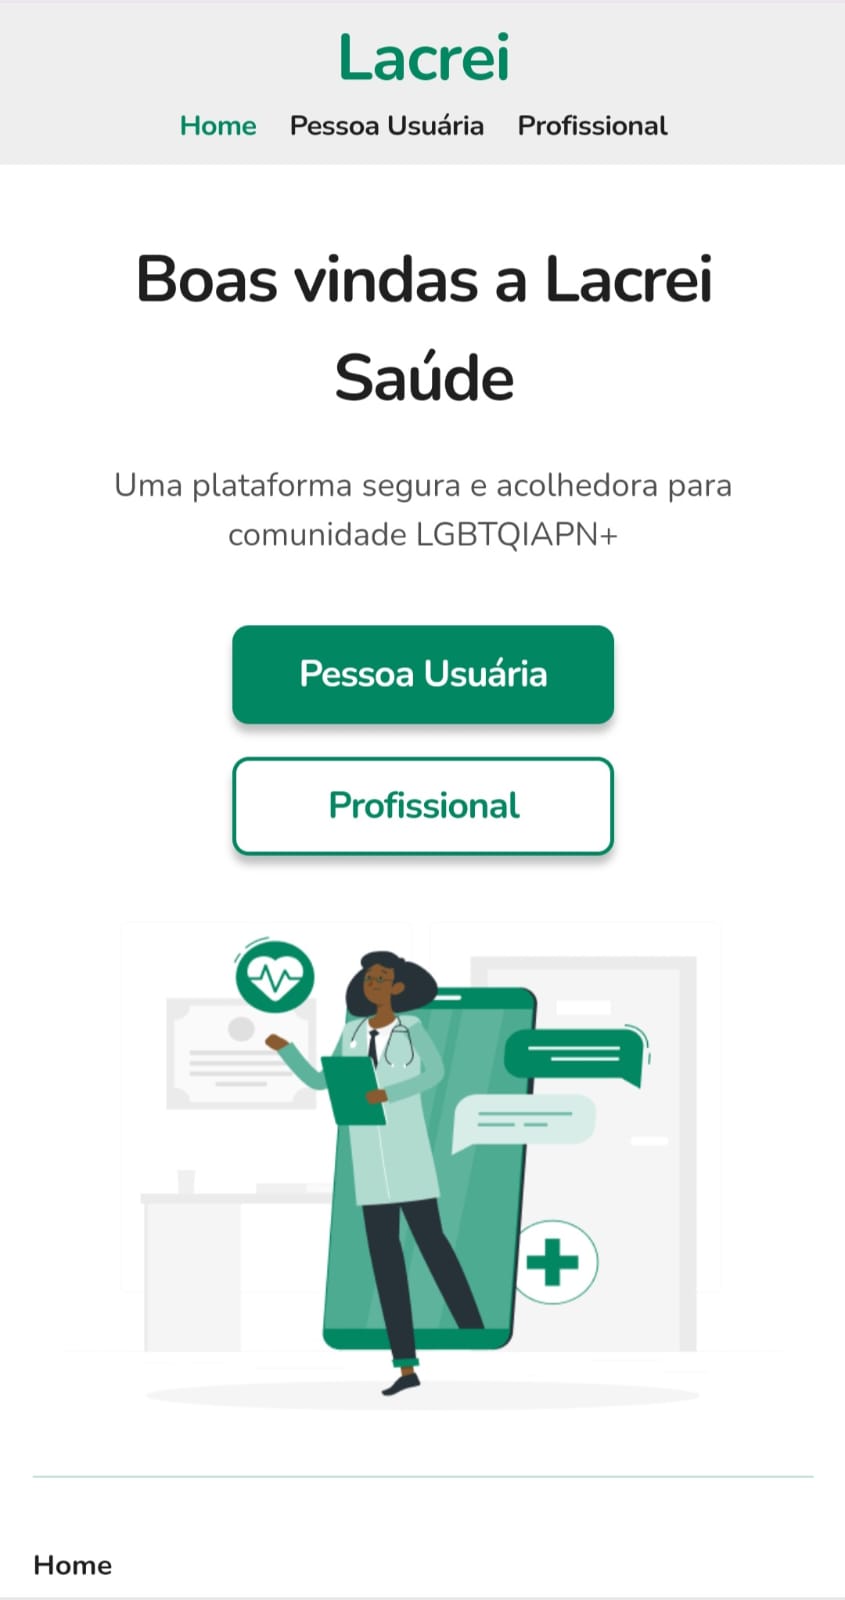 Lacrei
Home Pessoa Usuária Profissional
Boas vindas a Lacrei
Saúde
Uma plataforma segura e acolhedora para
comunidade LGBTQIAPN+
Pessoa Usuária
Profissional
Home